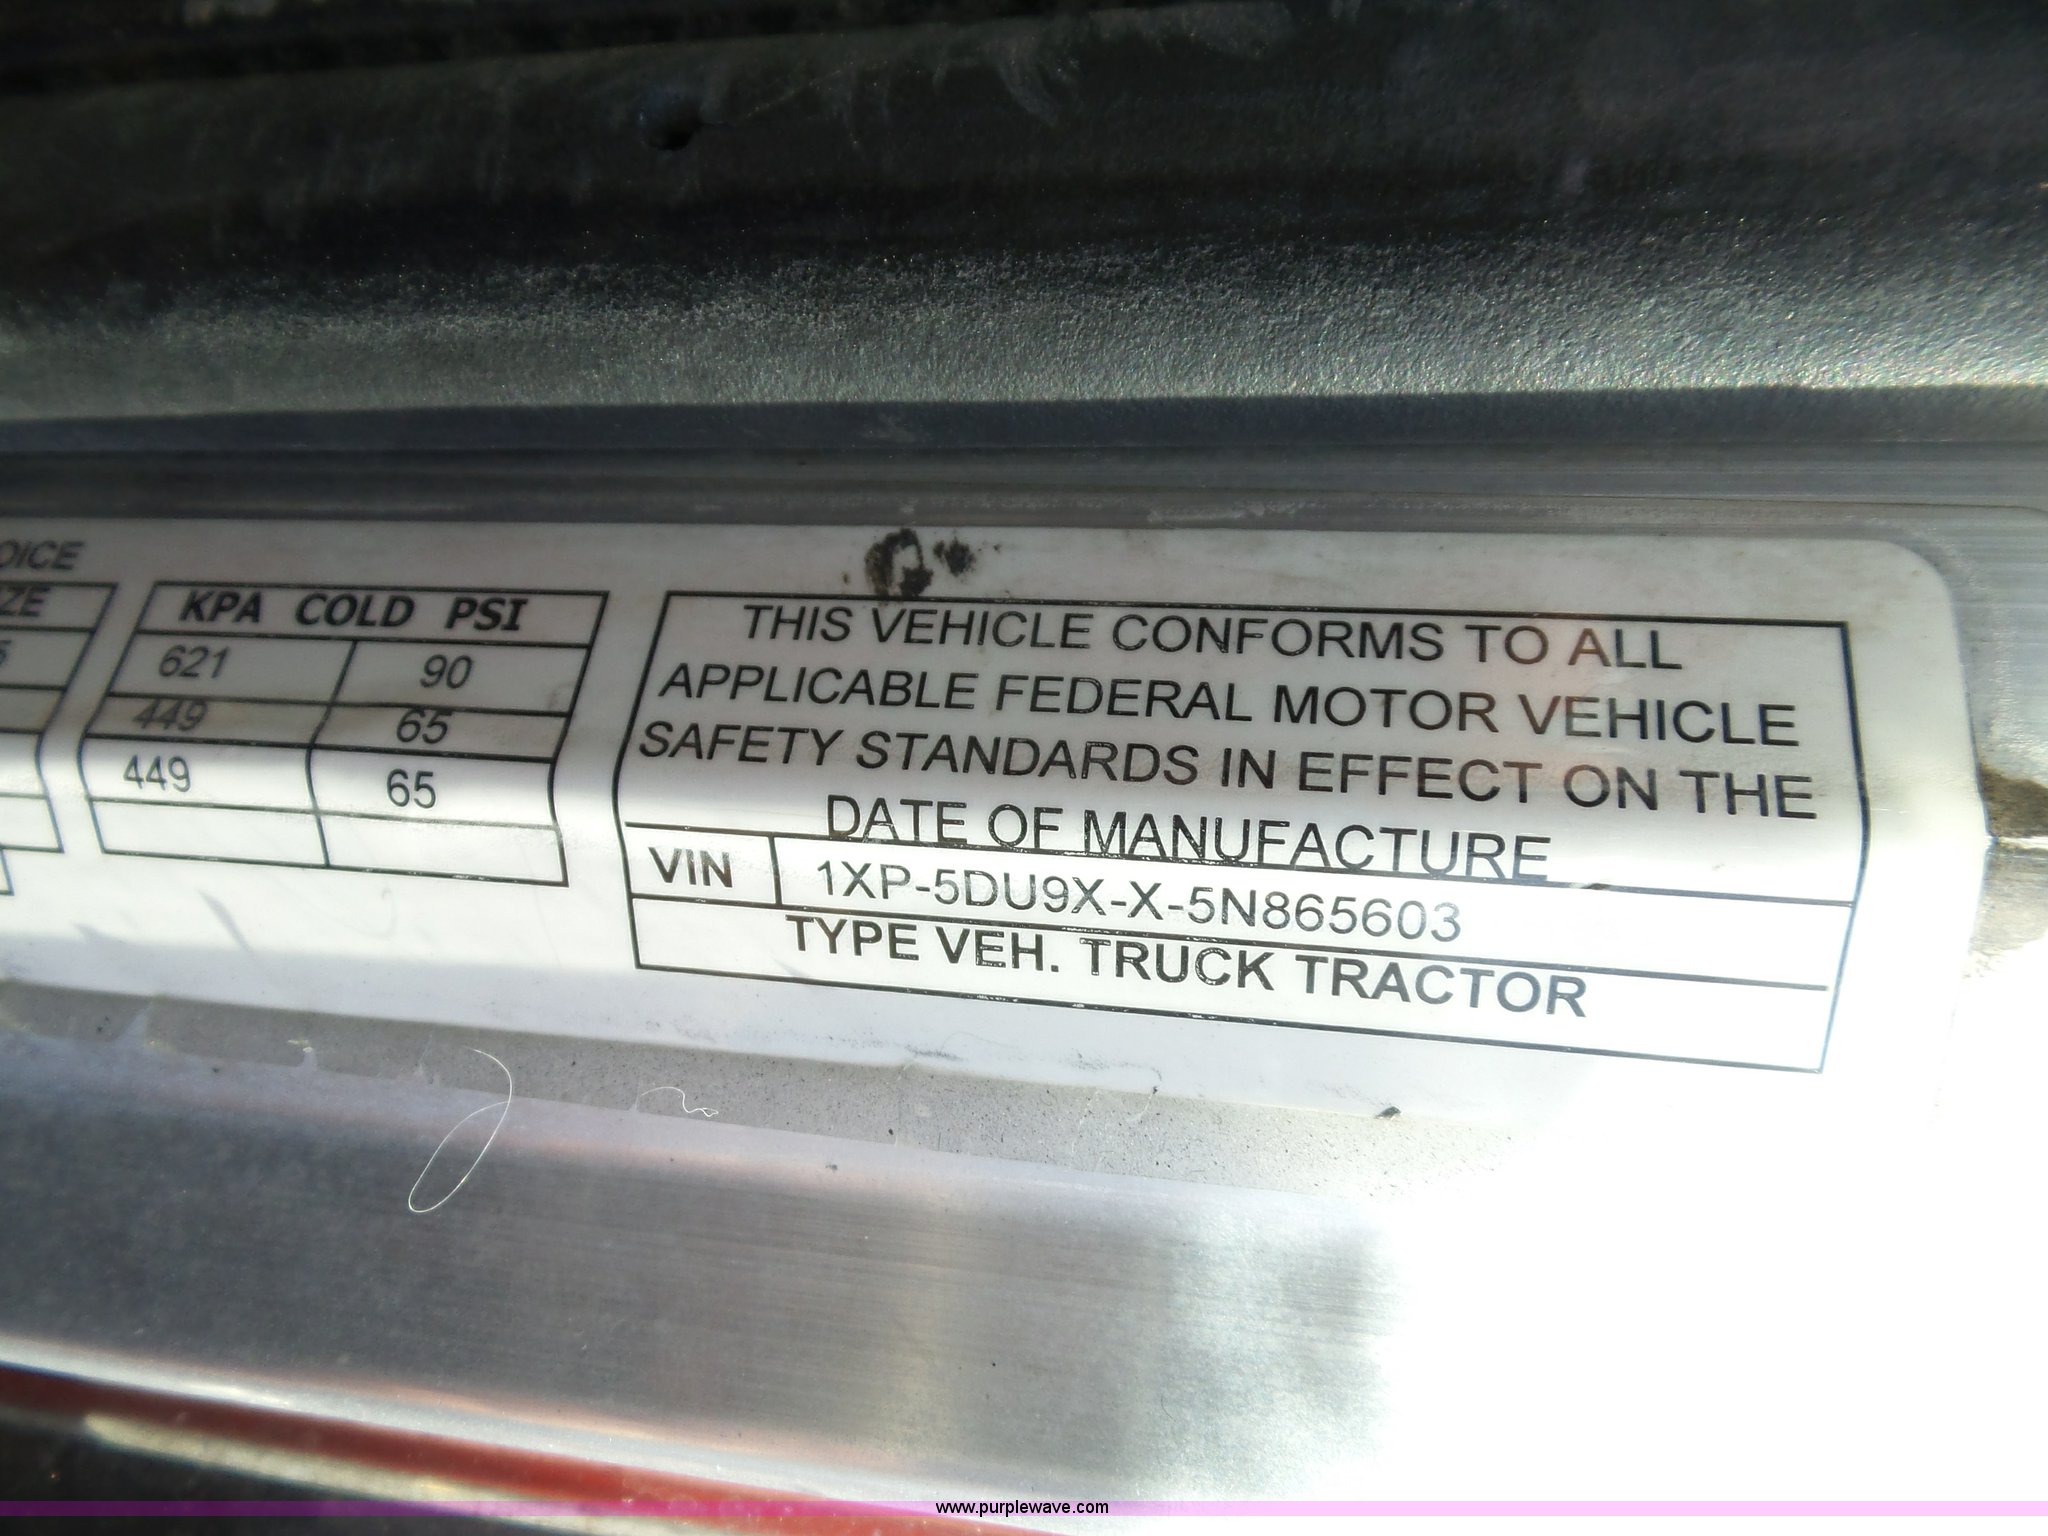 OICE
ZE
KPA COLD PSI
621 90
449 65
449 65
THIS VEHICLE CONFORMS TO ALL
APPLICABLE FEDERAL MOTOR VEHICLE
SAFETY STANDARDS IN EFFECT ON THE
DATE OF MANUFACTURE
VIN 1XP-5DU9X-X-5N865603
TYPE VEH. TRUCK TRACTOR
www.purplewave.com